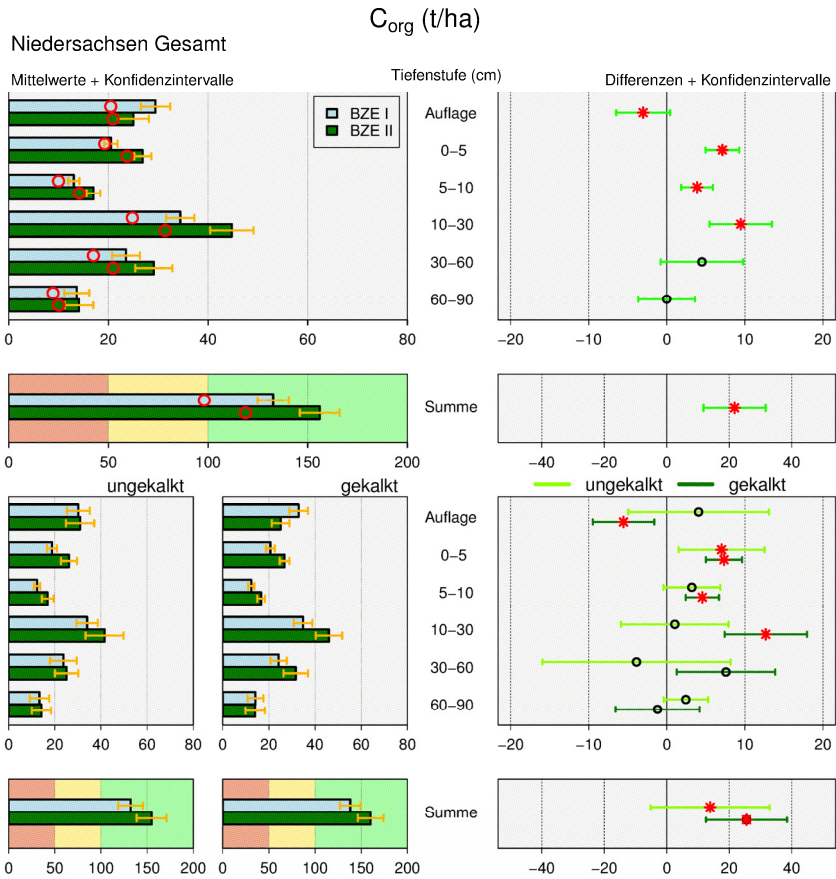 Corg (t/ha)
Niedersachsen Gesamt
Mittelwerte + Konfidenzintervalle
Tiefenstufe (cm)
Differenzen + Konfidenzintervalle
BZE I
BZE II
Auflage
0−5
5−10
10−30
30−60
60−90
0 20 40 60 80
−20 −10 0 10 20
Summe
0 50 100 150 200
−40 −20 0 20 40
ungekalkt
gekalkt
ungekalkt gekalkt
Auflage
0−5
5−10
10−30
30−60
60−90
0 20 40 60 80
0 20 40 60 80
−20 −10 0 10 20
Summe
0 50 100 150 200
0 50 100 150 200
−40 −20 0 20 40